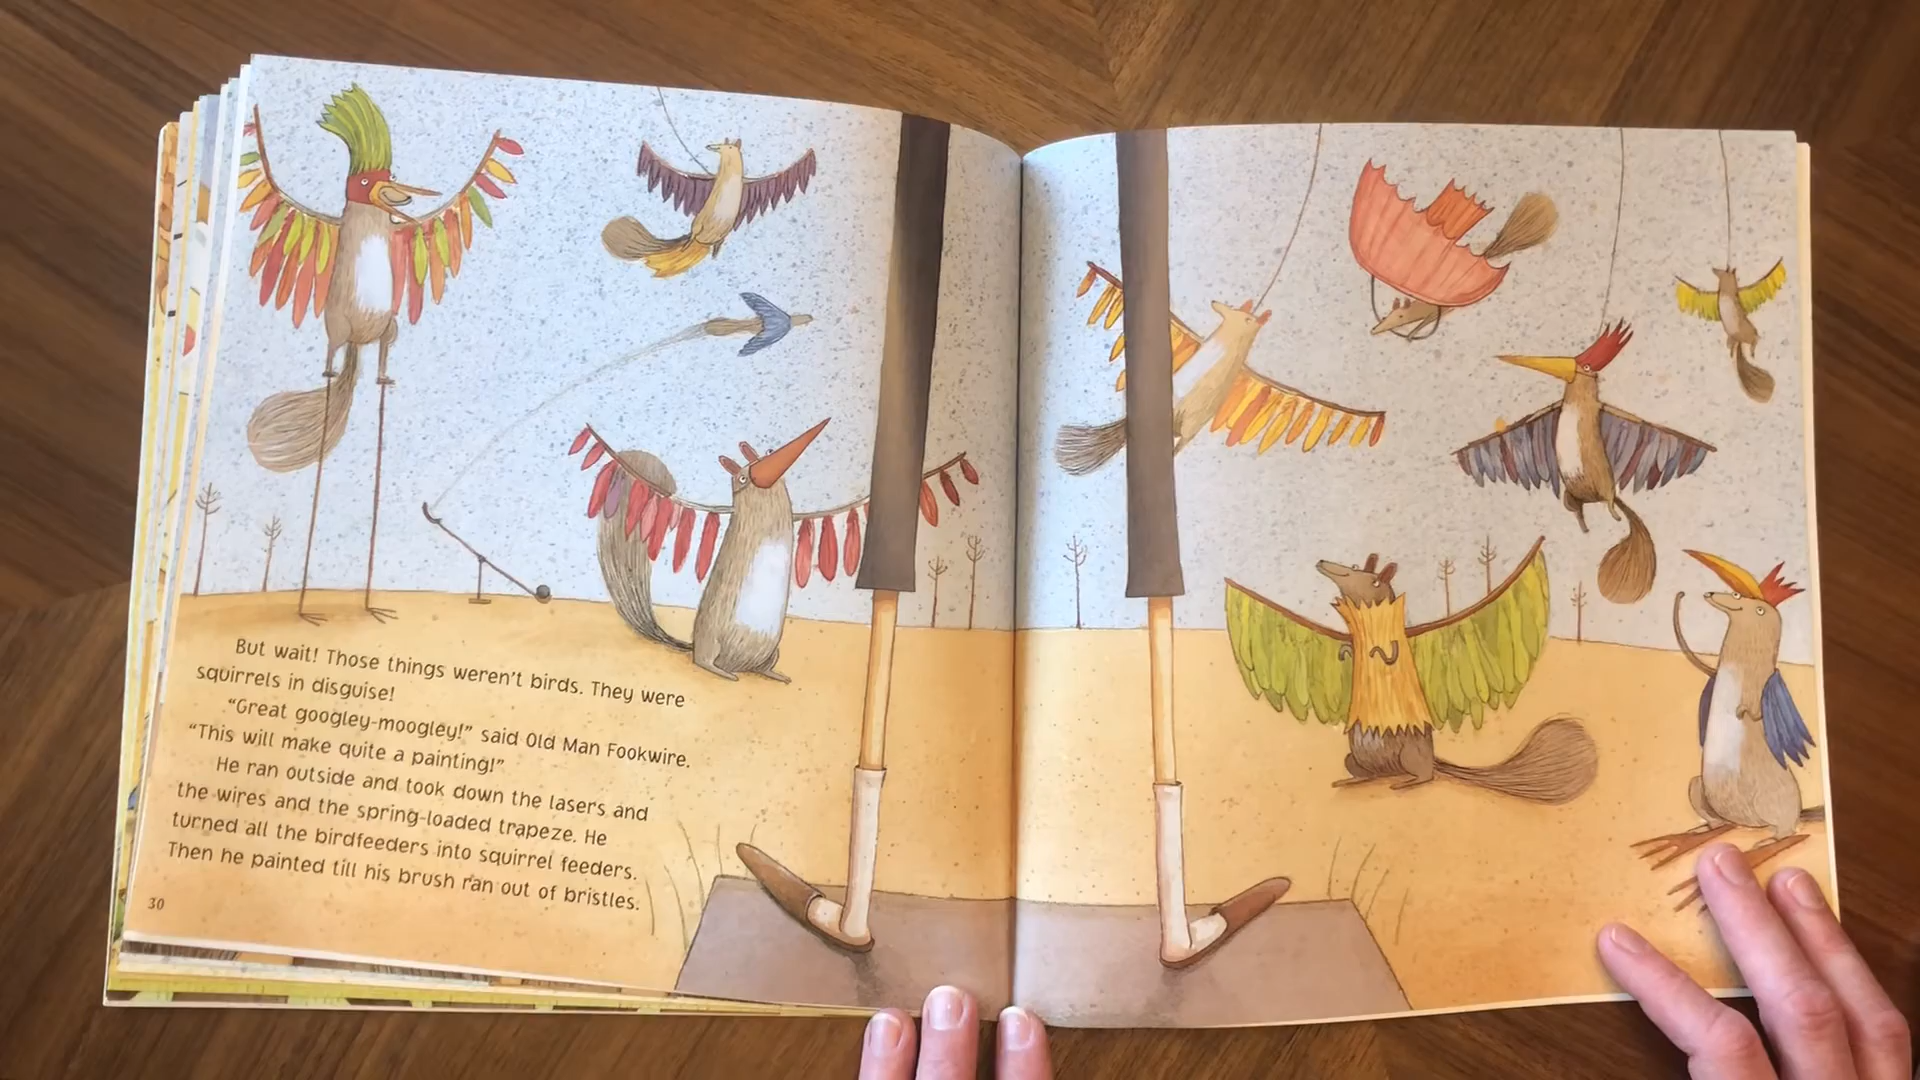 But wait! Those things weren't birds. They were
squirrels in disguise!
"Great googley-moogley!" said Old Man Fookwire.
"This will make quite a painting!"
He ran outside and took down the lasers and
the wires and the spring-loaded trapeze. He
turned all the birdfeeders into squirrel feeders.
Then he painted till his brush ran out of bristles.
30